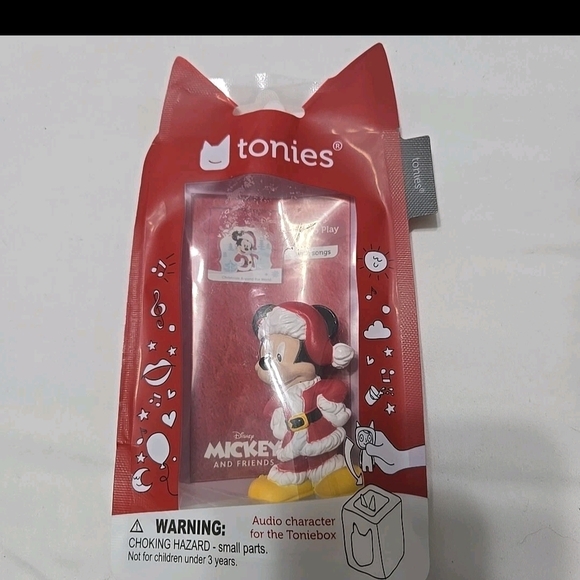 tonies®
tonies®
Play
songs
Disney
MICKEY
AND FRIENDS
⚠ WARNING:
CHOKING HAZARD - small parts.
Not for children under 3 years.
Audio character
for the Toniebox